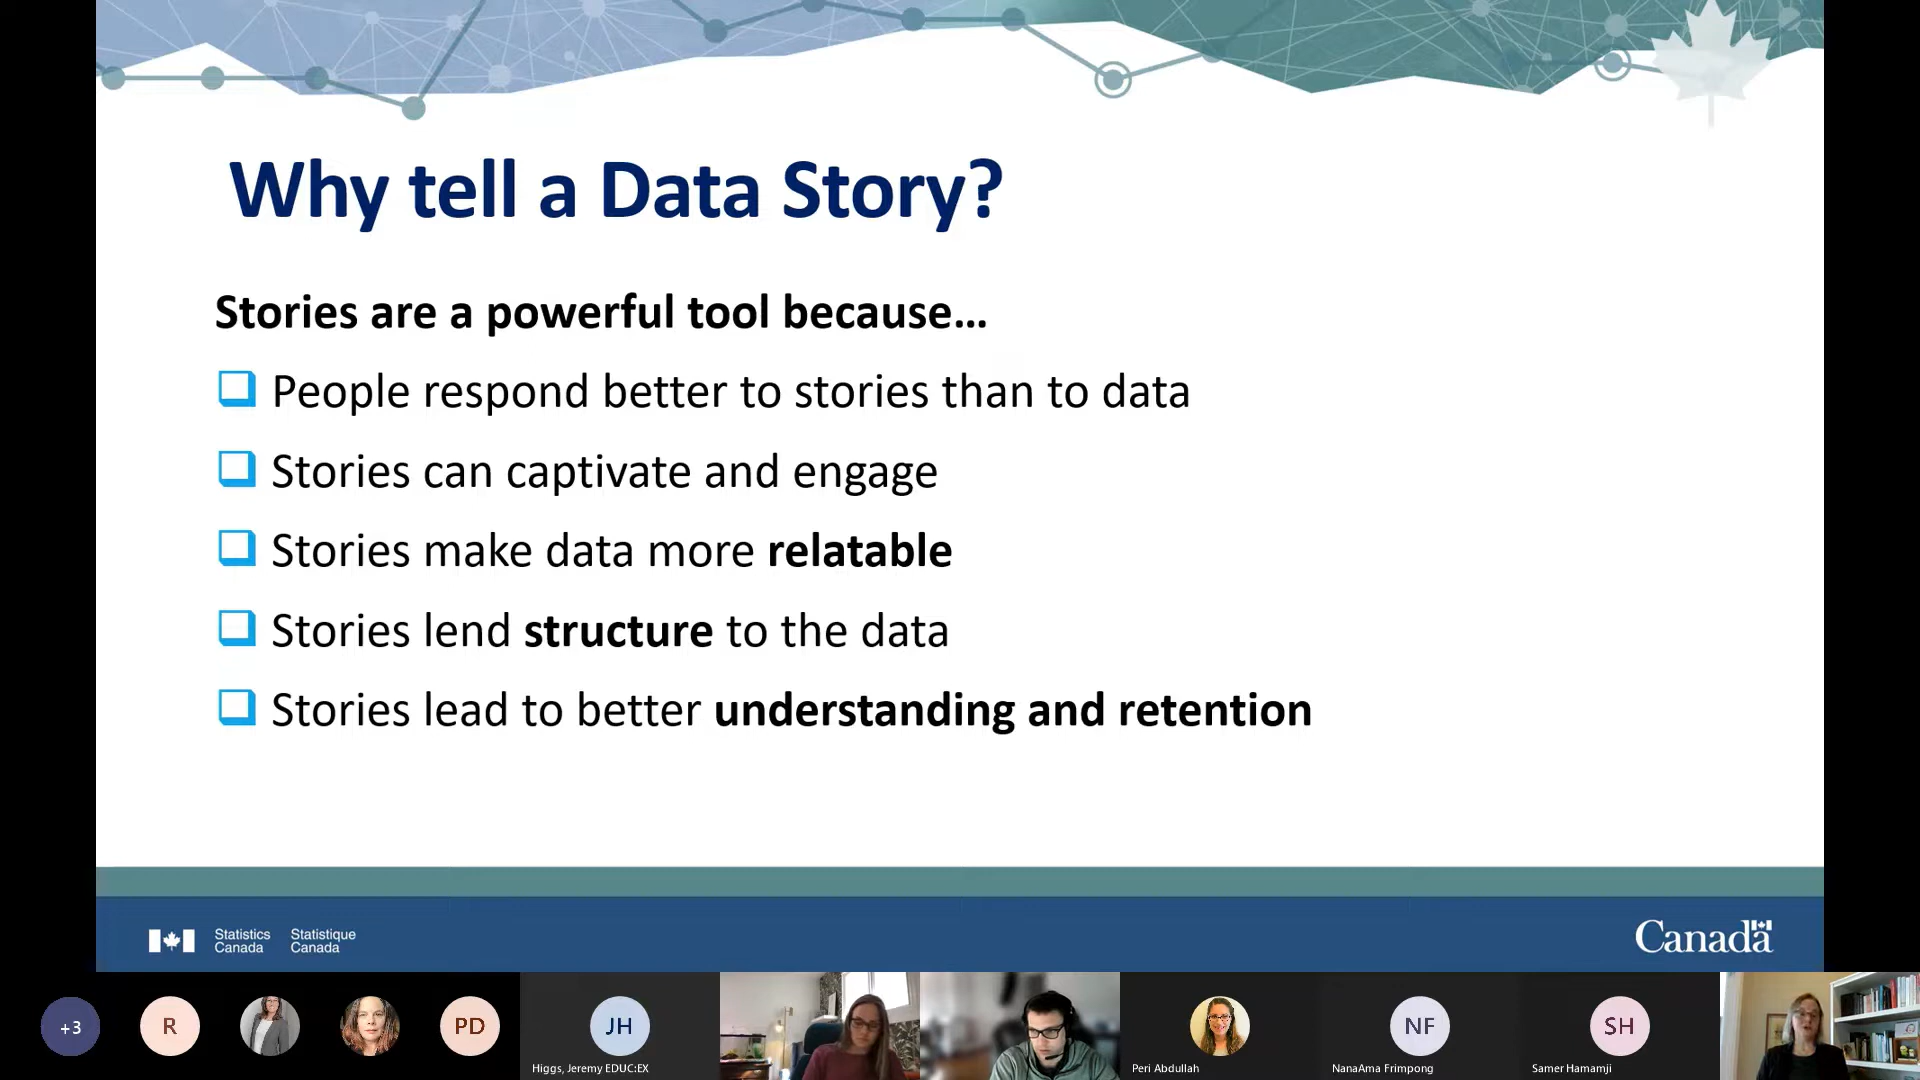 Why tell a Data Story?
Stories are a powerful tool because...
People respond better to stories than to data
Stories can captivate and engage
Stories make data more relatable
Stories lend structure to the data
Stories lead to better understanding and retention
Statistics Statistique
Canada Canada
Canada
+3
R
PD
JH
NF
SH
Higgs, Jeremy EDUC:EX
Peri Abdullah
NanaAma Frimpong
Samer Hamamji